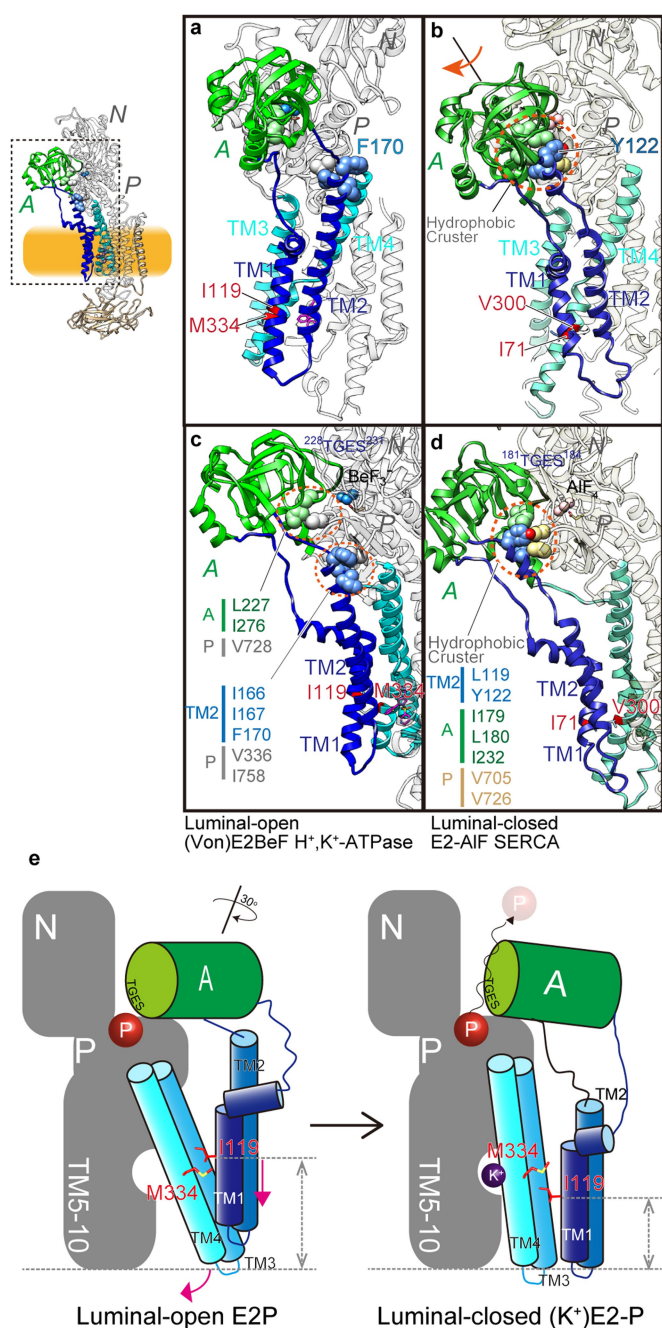 N
P
A
a
N
A
P
F170
TM3
TM4
TM1
I119
TM2
M334
b
N
A
P
Y122
Hydrophobic
Cruster
TM3
TM4
TM1
TM2
V300
I71
c
228TGES231
N
BeF3-
P
A
A
L227
I276
P
V728
TM2
I119
M334
TM2
I166
I167
F170
TM1
P
V336
I758
d
181TGES184
N
AlF4-
P
A
Hydrophobic
Cruster
TM2
TM2
L119
Y122
V300
I71
TM1
A
I179
L180
I232
P
V705
V726
Luminal-open
(Von)E2BeF H+,K+-ATPase
Luminal-closed
E2-AlF SERCA
e
30°
N
TGES
A
P
P
TM2
I119
M334
TM1
TM5-10
TM4
TM3
Luminal-open E2P
P
N
TGES
A
P
P
TM2
M334
K+
I119
TM1
TM5-10
TM4
TM3
Luminal-closed (K+)E2-P